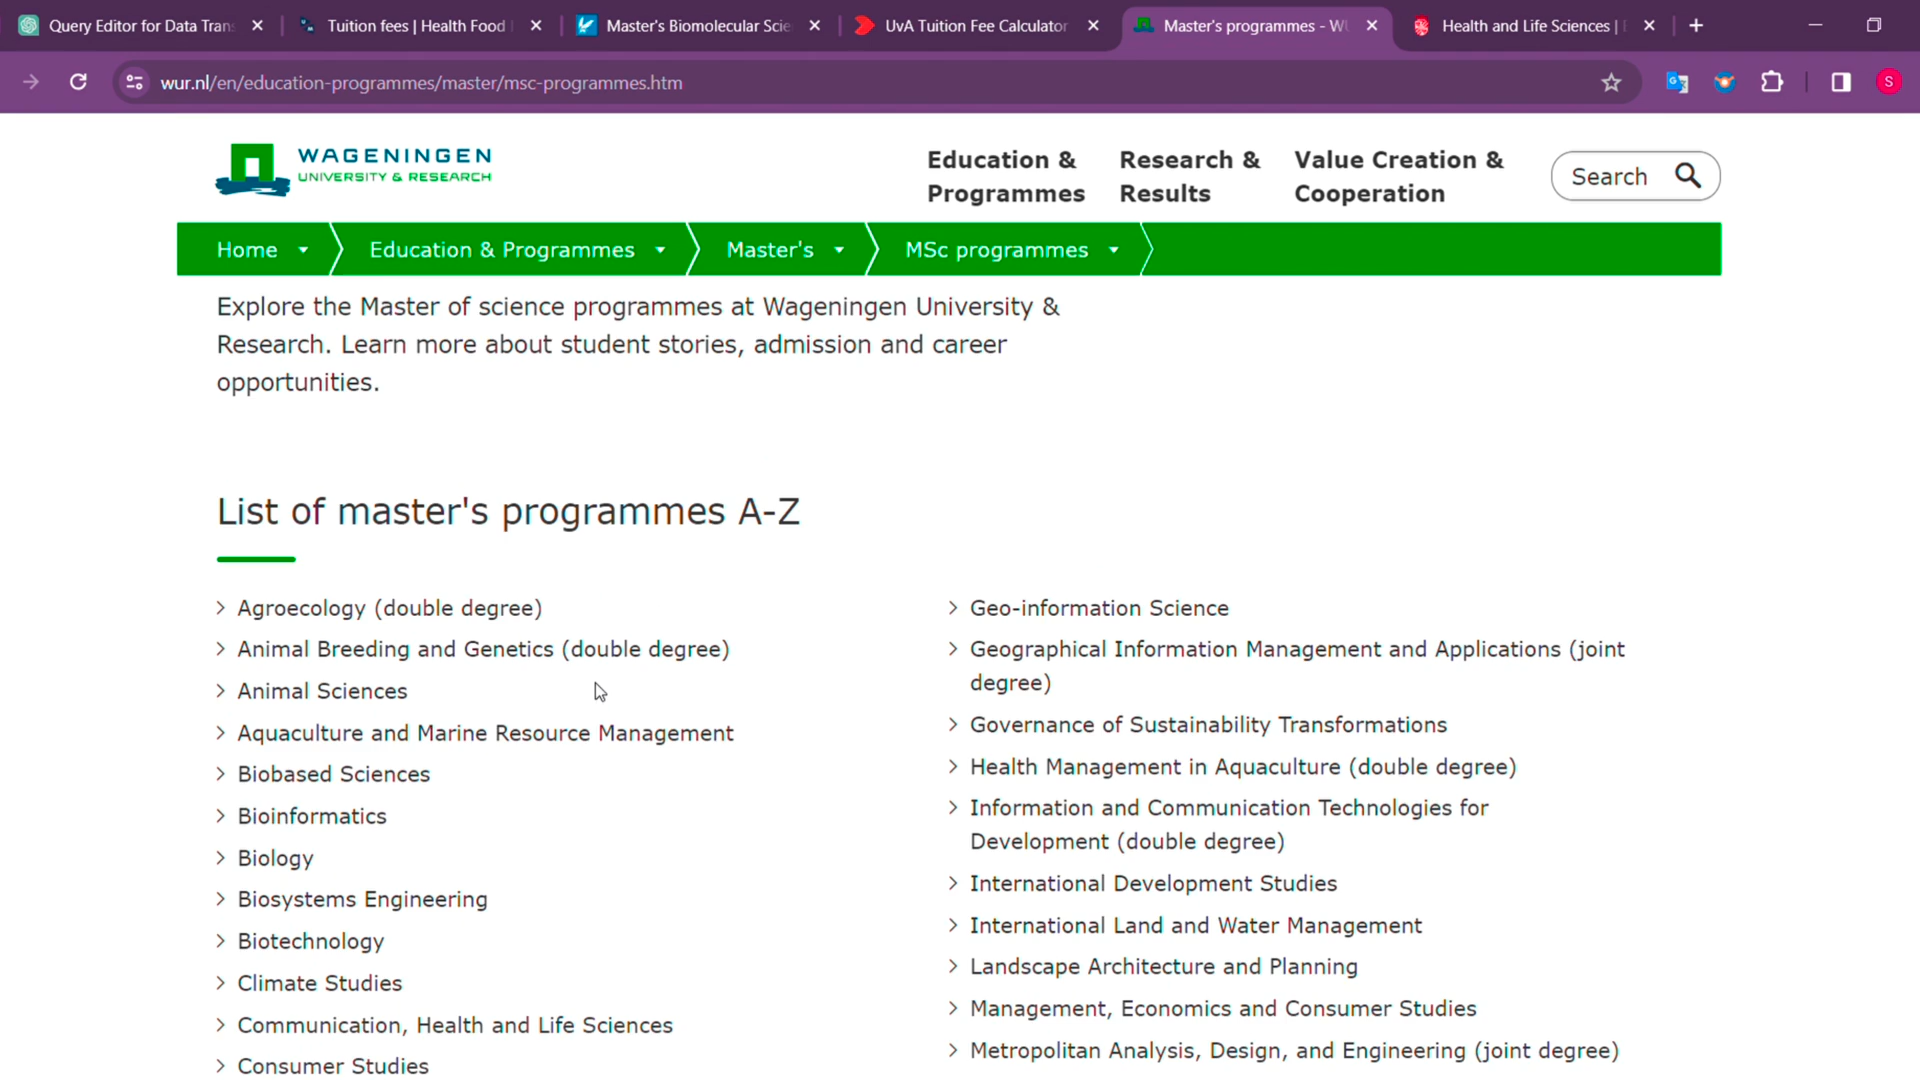 Query Editor for Data Trans
Tuition fees | Health Food
Master's Biomolecular Scie
UvA Tuition Fee Calculator
Master's programmes - WU
Health and Life Sciences |
wur.nl/en/education-programmes/master/msc-programmes.htm
S
WAGENINGEN
UNIVERSITY & RESEARCH
Education &
Programmes
Research &
Results
Value Creation &
Cooperation
Search
Home
Education & Programmes
Master's
MSc programmes
Explore the Master of science programmes at Wageningen University &
Research. Learn more about student stories, admission and career
opportunities.
List of master's programmes A-Z
Agroecology (double degree)
Animal Breeding and Genetics (double degree)
Animal Sciences
Aquaculture and Marine Resource Management
Biobased Sciences
Bioinformatics
Biology
Biosystems Engineering
Biotechnology
Climate Studies
Communication, Health and Life Sciences
Consumer Studies
Geo-information Science
Geographical Information Management and Applications (joint
degree)
Governance of Sustainability Transformations
Health Management in Aquaculture (double degree)
Information and Communication Technologies for
Development (double degree)
International Development Studies
International Land and Water Management
Landscape Architecture and Planning
Management, Economics and Consumer Studies
Metropolitan Analysis, Design, and Engineering (joint degree)